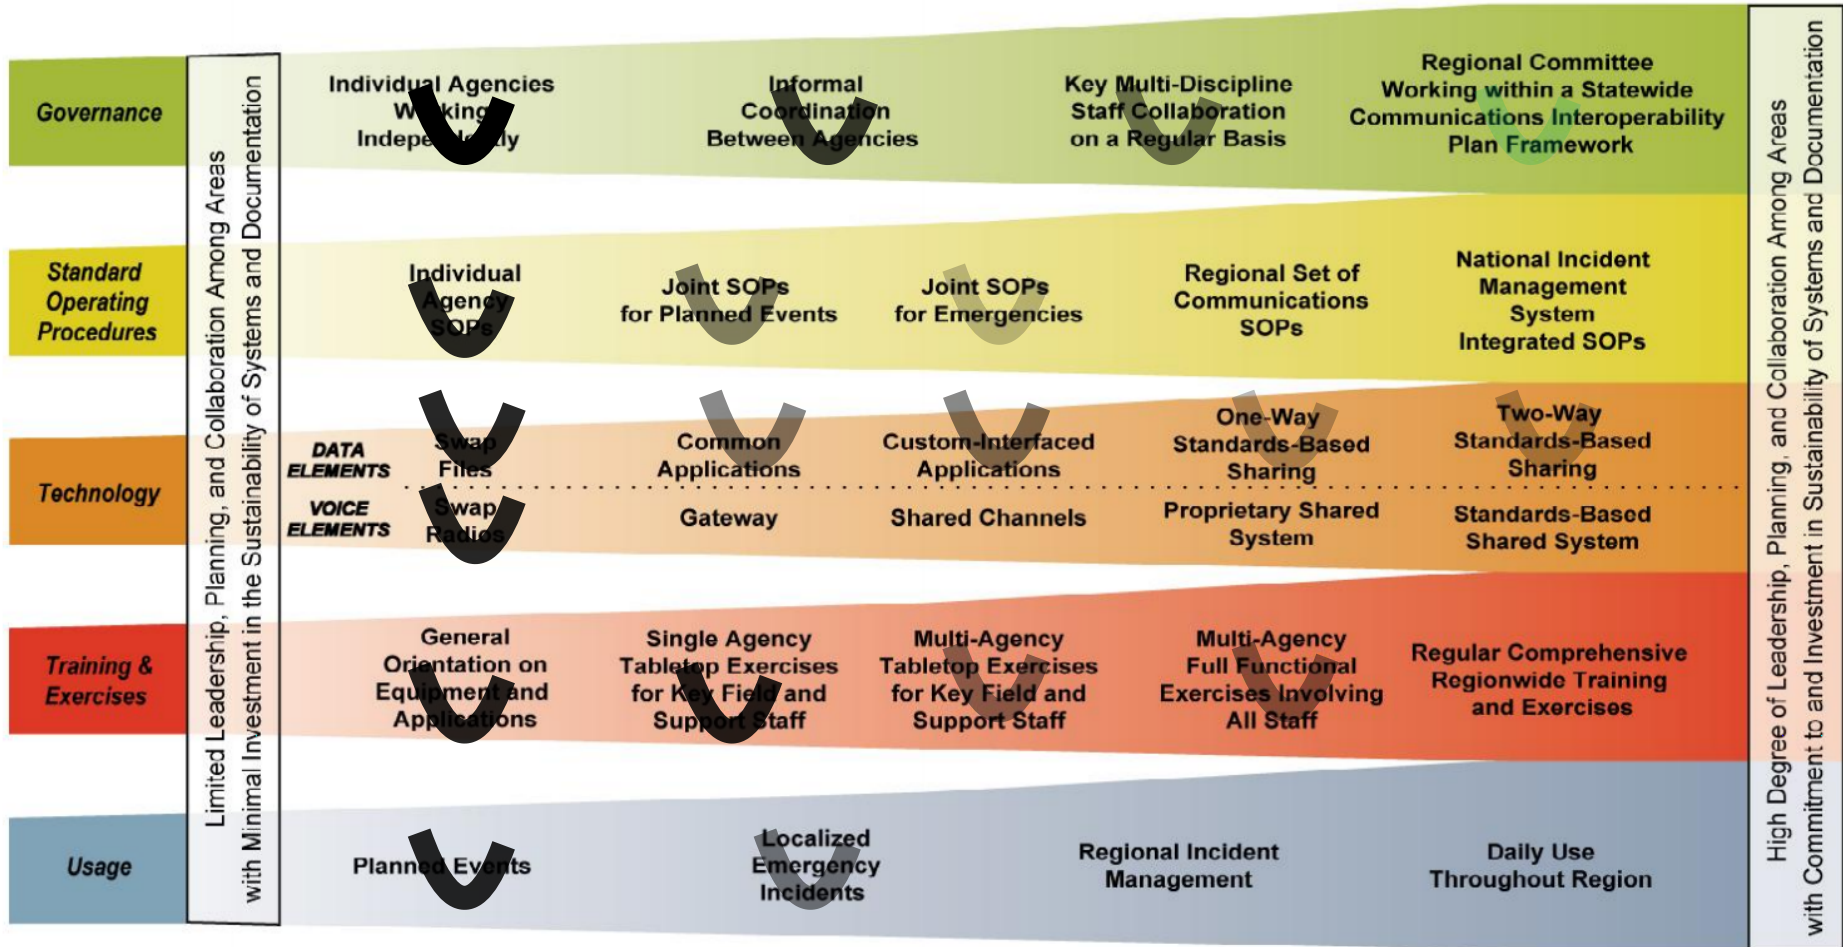 Governance
Individual Agencies
Working
Independently
Informal
Coordination
Between Agencies
Key Multi-Discipline
Staff Collaboration
on a Regular Basis
Regional Committee
Working within a Statewide
Communications Interoperability
Plan Framework
Standard
Operating
Procedures
Individual
Agency
SOPs
Joint SOPs
for Planned Events
Joint SOPs
for Emergencies
Regional Set of
Communications
SOPs
National Incident
Management
System
Integrated SOPs
Technology
DATA
ELEMENTS
Swap
Files
Common
Applications
Custom-Interfaced
Applications
One-Way
Standards-Based
Sharing
Two-Way
Standards-Based
Sharing
VOICE
ELEMENTS
Swap
Radios
Gateway
Shared Channels
Proprietary Shared
System
Standards-Based
Shared System
Training &
Exercises
General
Orientation on
Equipment and
Applications
Single Agency
Tabletop Exercises
for Key Field and
Support Staff
Multi-Agency
Tabletop Exercises
for Key Field and
Support Staff
Multi-Agency
Full Functional
Exercises Involving
All Staff
Regular Comprehensive
Regionwide Training
and Exercises
Usage
Planned Events
Localized
Emergency
Incidents
Regional Incident
Management
Daily Use
Throughout Region
Limited Leadership, Planning, and Collaboration Among Areas
with Minimal Investment in the Sustainability of Systems and Documentation
High Degree of Leadership, Planning, and Collaboration Among Areas
with Commitment to and Investment in Sustainability of Systems and Documentation